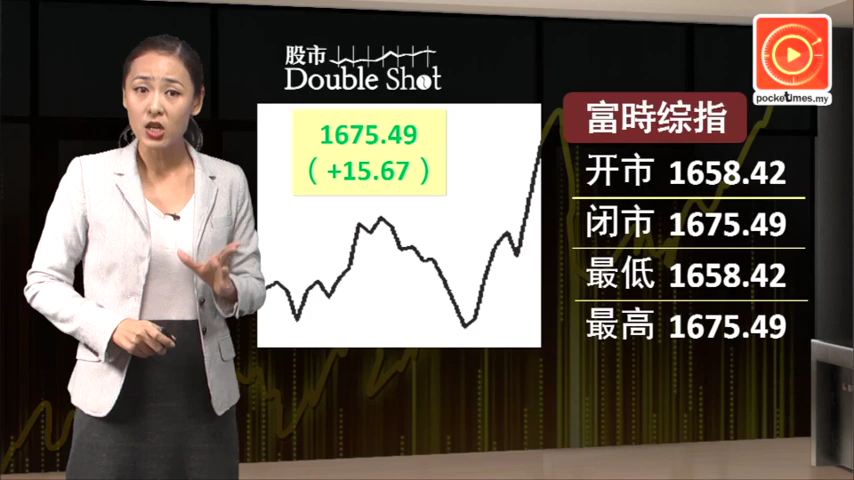 股市
Double Shot
pocketimes.my
1675.49
(+15.67)
富時综指
开市 1658.42
闭市 1675.49
最低 1658.42
最高 1675.49